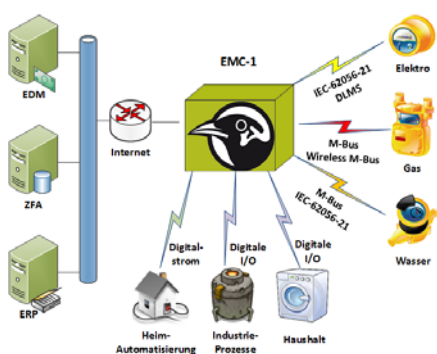 EDM
ZFA
ERP
Internet
EMC-1
IEC-62056-21
DLMS
Elektro
M-Bus
Wireless M-Bus
Gas
M-Bus
IEC-62056-21
Wasser
Digital-
strom
Digitale
I/O
Digitale
I/O
Heim-
Automatisierung
Industrie-
Prozesse
Haushalt